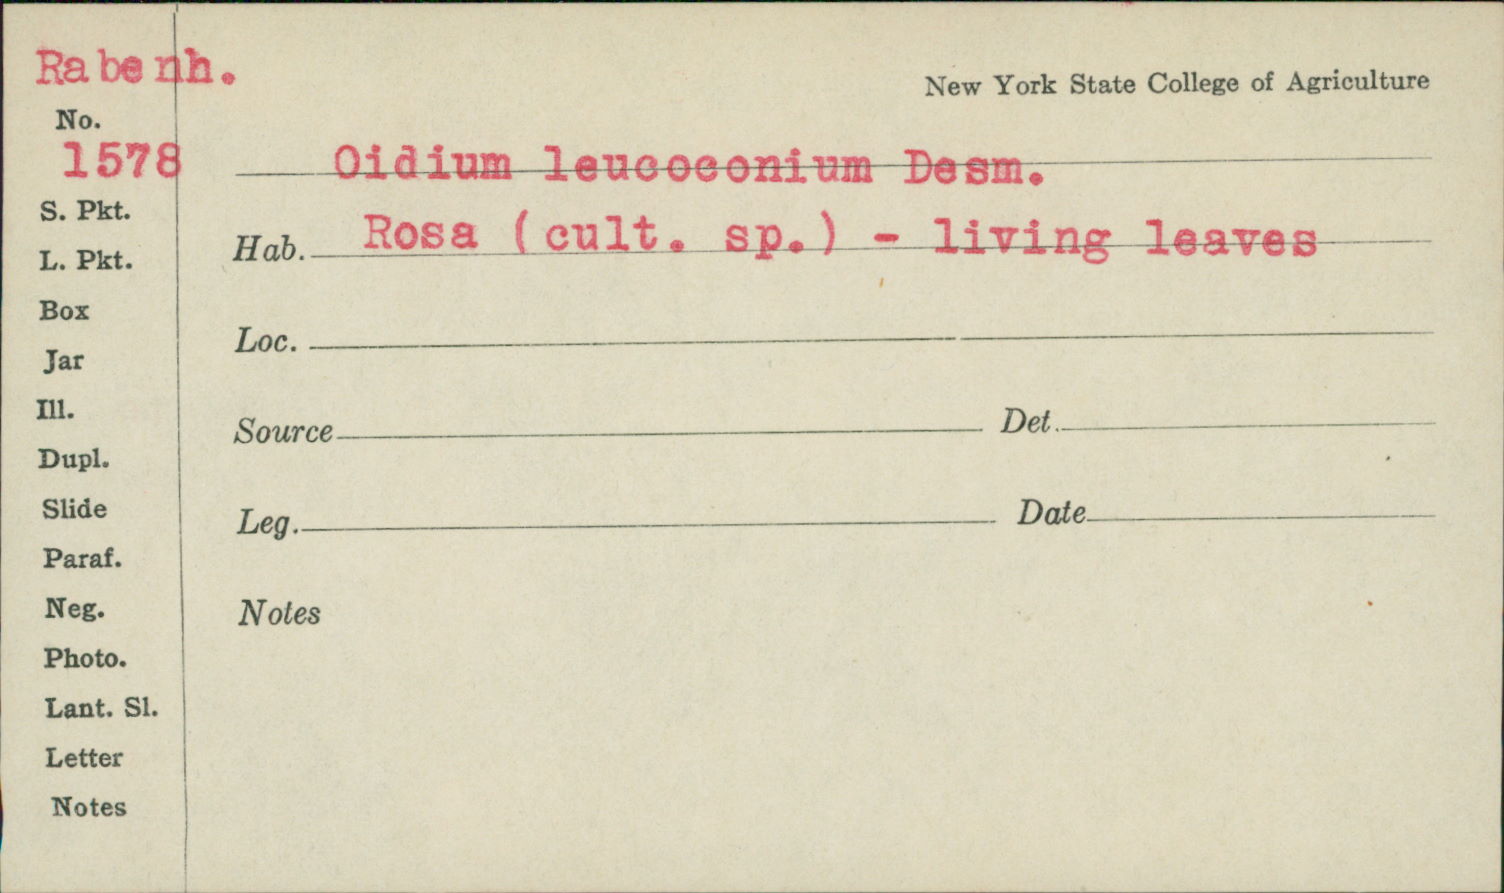 Rabenh.
New York State College of Agriculture
No.
1578
Oidium leucoconium Desm.
S. Pkt.
Hab. Rosa (cult. sp.) - living leaves
L. Pkt.
Box
Loc.
Jar
Ill.
Source Det.
Dupl.
Slide
Leg. Date
Paraf.
Neg.
Notes
Photo.
Lant. Sl.
Letter
Notes